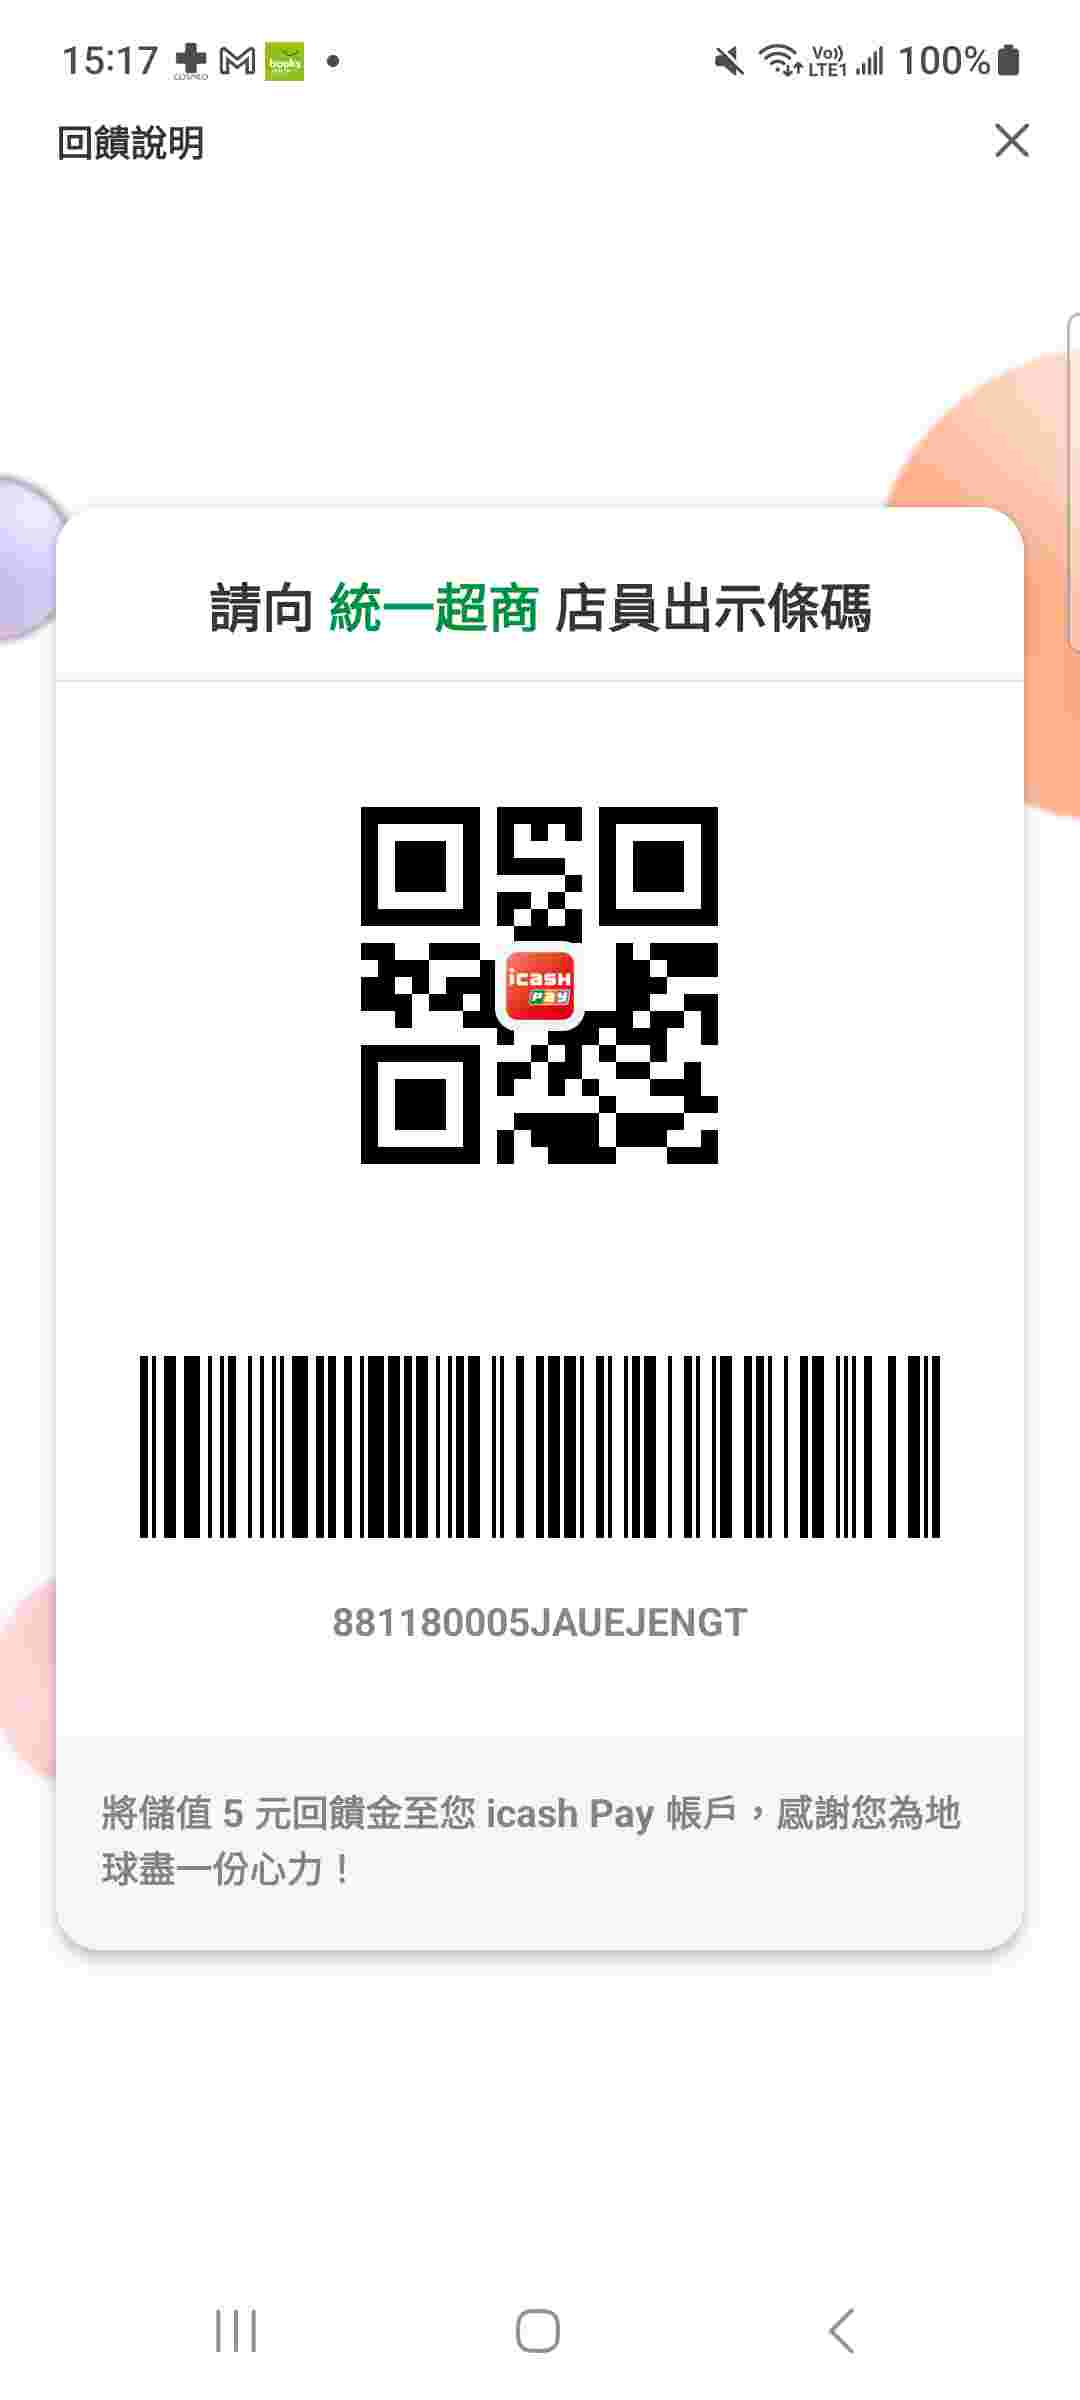 15:17 COSMED books Vo)) LTE1 100%
回饋說明
請向 統一超商 店員出示條碼
icash
Pay
881180005JAUEJENGT
將儲值 5 元回饋金至您 icash Pay 帳戶，感謝您為地
球盡一份心力！